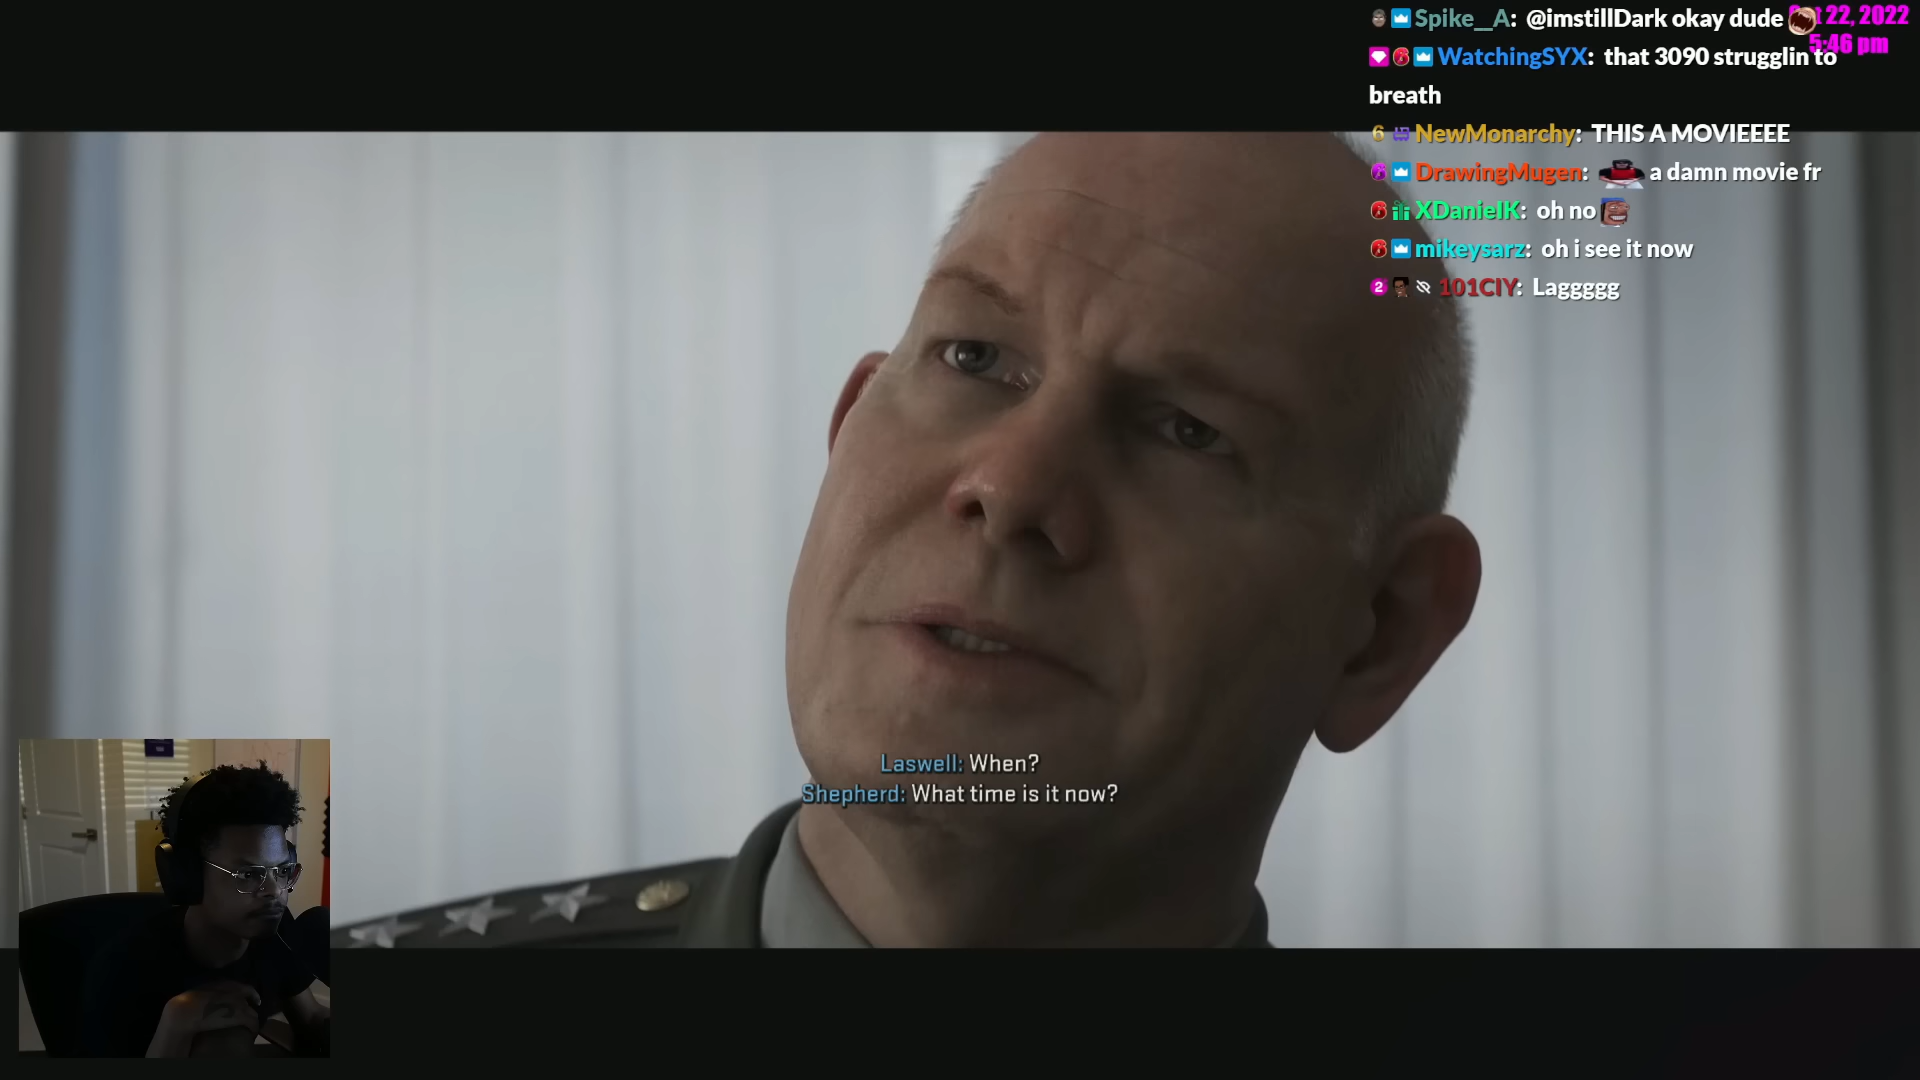 Spike__A: @imstillDark okay dude
22, 2022
5:46 pm
WatchingSYX: that 3090 strugglin to
breath
6 NewMonarchy: THIS A MOVIEEEE
DrawingMugen: a damn movie fr
XDanielK: oh no
mikeysarz: oh i see it now
2 101CIY: Laggggg
Laswell: When?
Shepherd: What time is it now?